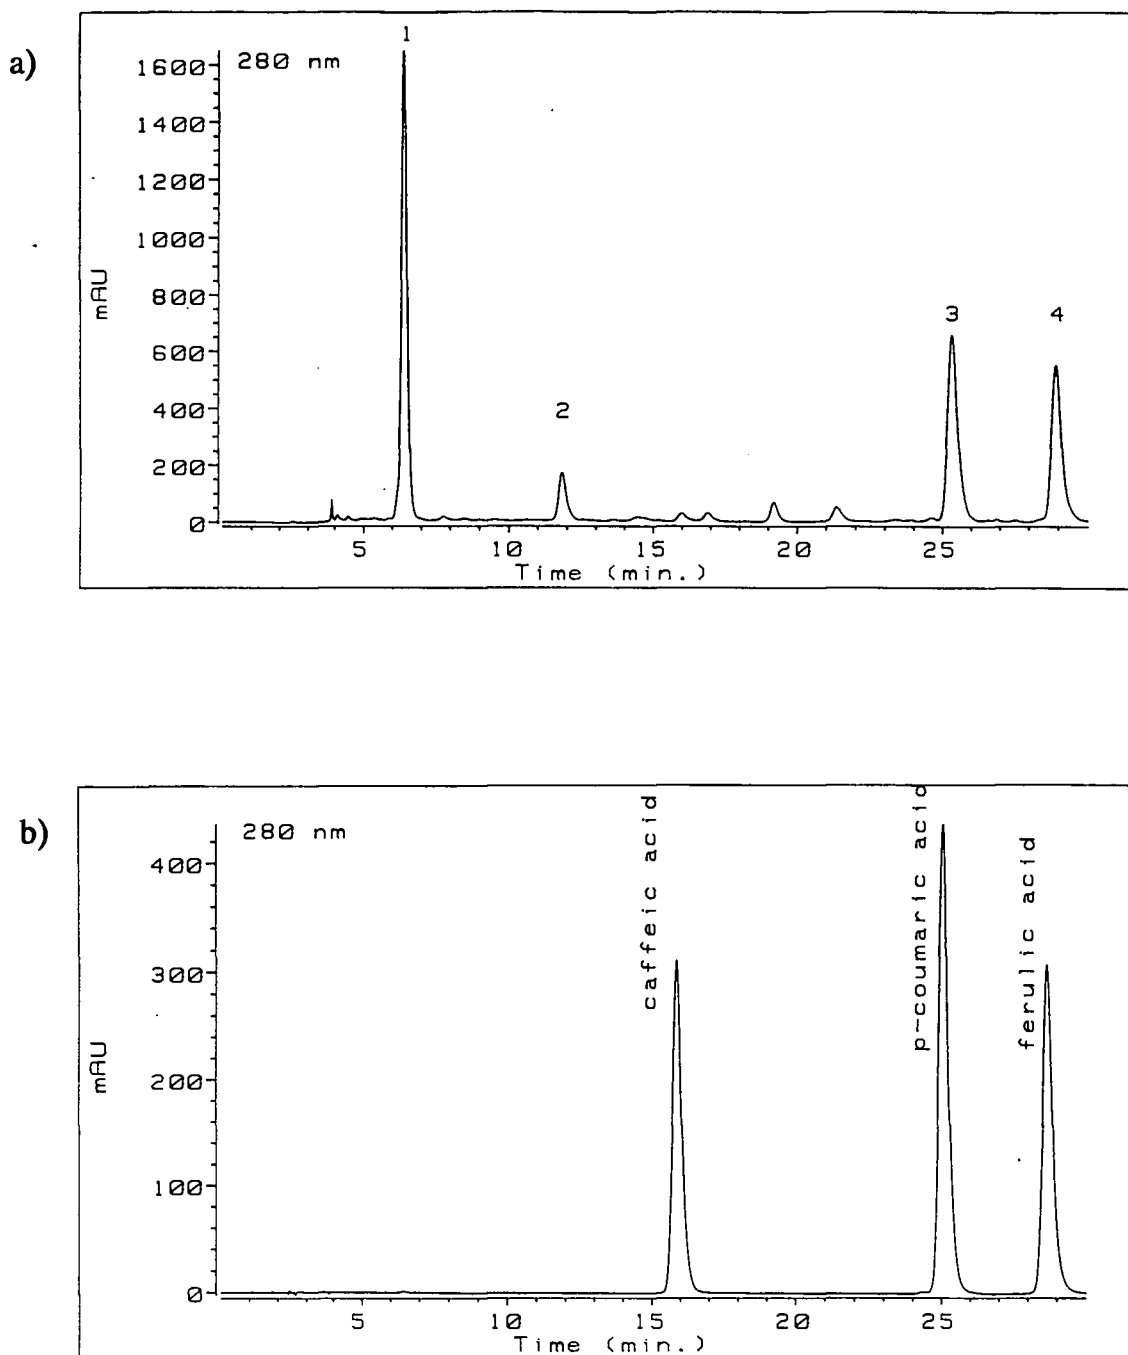 a)
280 nm
1
2
3
4
1600
1400
1200
1000
800
600
400
200
0
mAU
5 10 15 20 25
Time (min.)
b)
280 nm
caffeic acid
p-coumaric acid
ferulic acid
400
300
200
100
0
mAU
5 10 15 20 25
Time (min.)